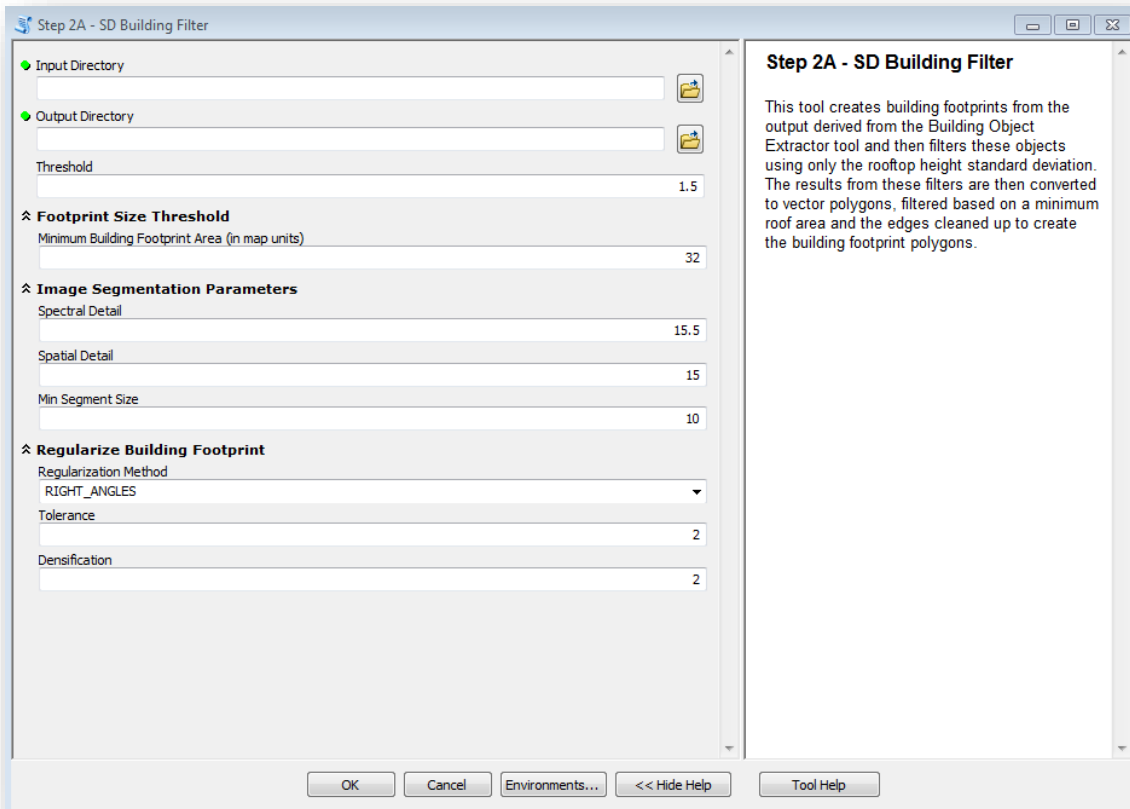 Step 2A - SD Building Filter
Input Directory
Output Directory
Threshold
1.5
Footprint Size Threshold
Minimum Building Footprint Area (in map units)
32
Image Segmentation Parameters
Spectral Detail
15.5
Spatial Detail
15
Min Segment Size
10
Regularize Building Footprint
Regularization Method
RIGHT_ANGLES
Tolerance
2
Densification
2
Step 2A - SD Building Filter
This tool creates building footprints from the
output derived from the Building Object
Extractor tool and then filters these objects
using only the rooftop height standard deviation.
The results from these filters are then converted
to vector polygons, filtered based on a minimum
roof area and the edges cleaned up to create
the building footprint polygons.
OK Cancel Environments... << Hide Help Tool Help